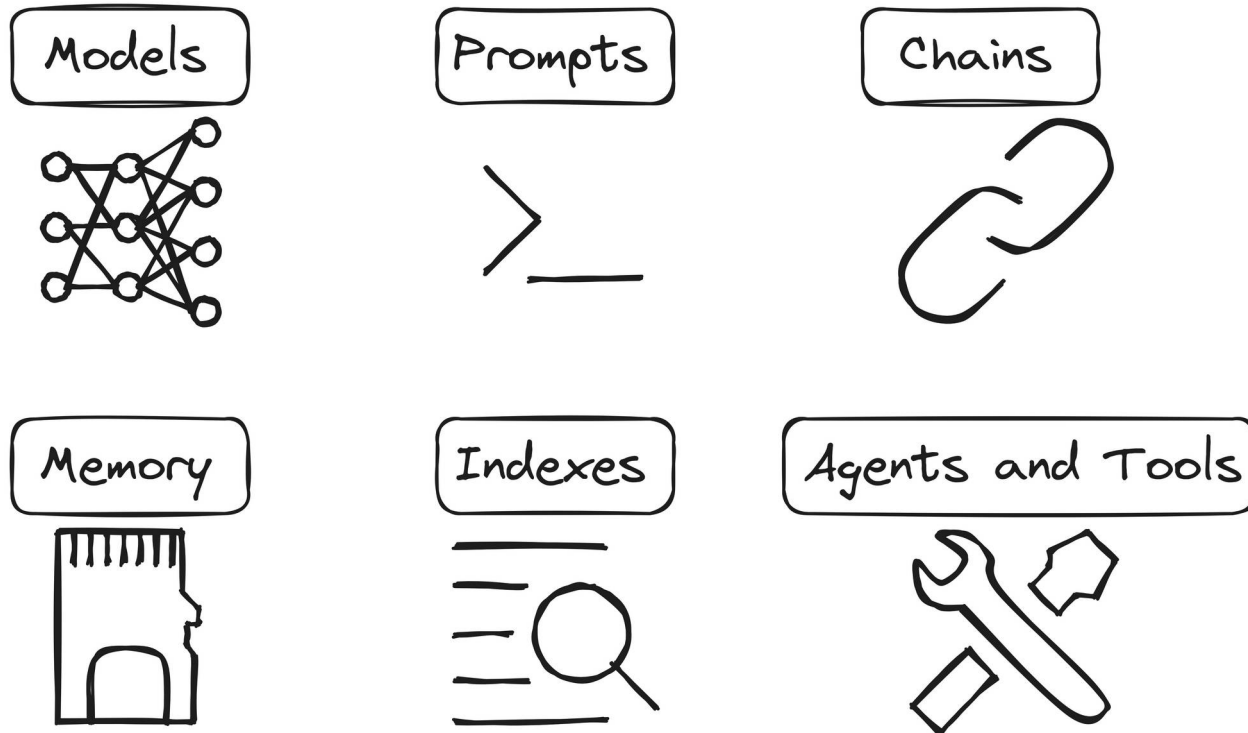 Models
Prompts
Chains
Memory
Indexes
Agents and Tools